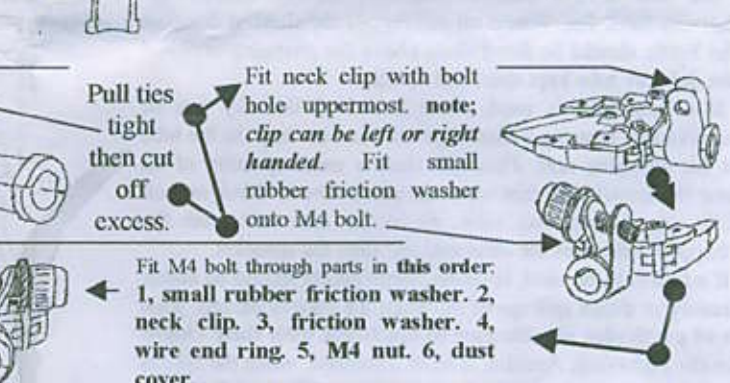 Pull ties
tight
then cut
off
excess.
Fit neck clip with bolt
hole uppermost. note;
clip can be left or right
handed. Fit small
rubber friction washer
onto M4 bolt.
Fit M4 bolt through parts in this order:
1, small rubber friction washer. 2,
neck clip. 3, friction washer. 4,
wire end ring. 5, M4 nut. 6, dust
cover.